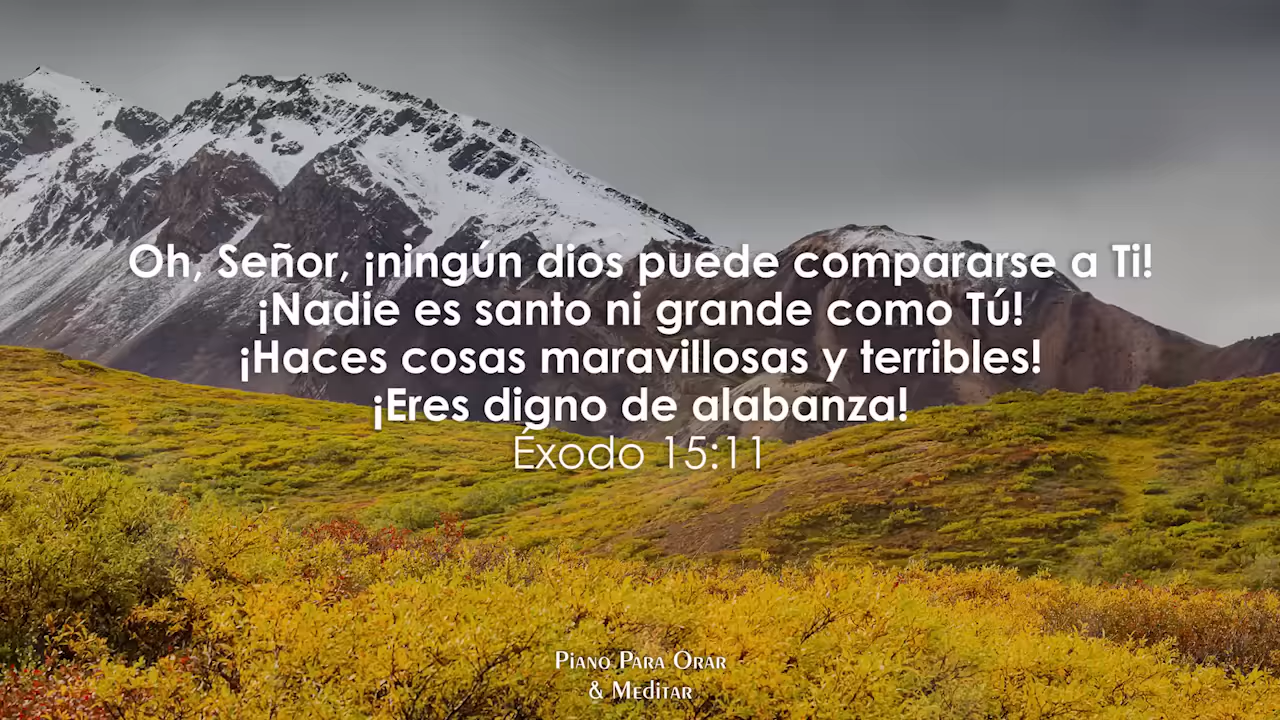 Oh, Señor, ¡ningún dios puede compararse a Ti!
¡Nadie es santo ni grande como Tú!
¡Haces cosas maravillosas y terribles!
¡Eres digno de alabanza!
Éxodo 15:11
Piano Para Orar
& Meditar